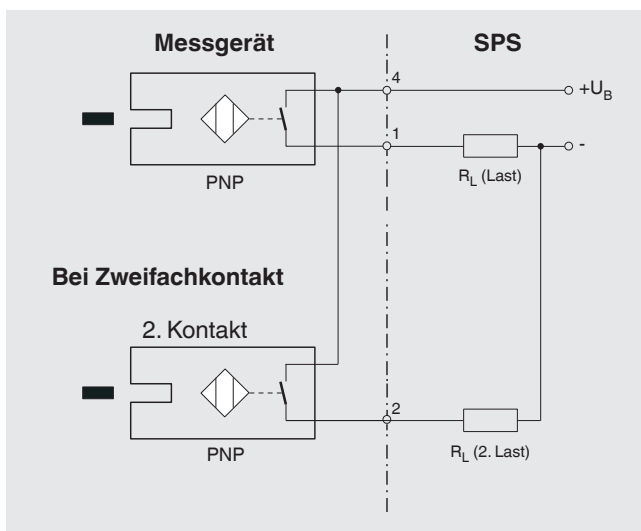 Messgerät
SPS
4
+U_B
1
-
R_L (Last)
PNP
Bei Zweifachkontakt
2. Kontakt
2
R_L (2. Last)
PNP